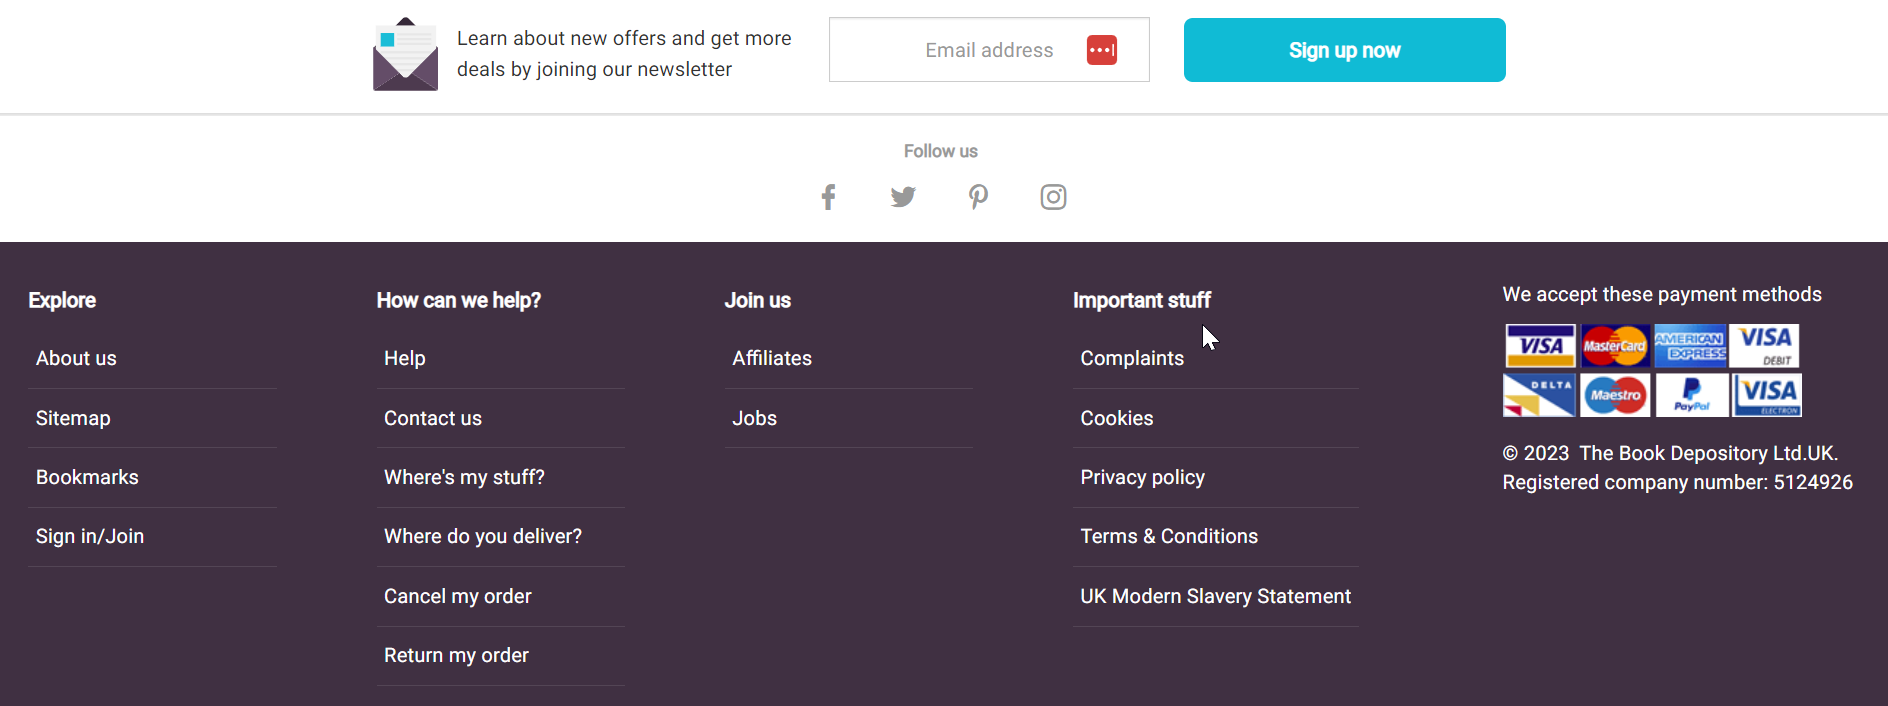 Learn about new offers and get more
deals by joining our newsletter
Email address
Sign up now
Follow us
Explore
About us
Sitemap
Bookmarks
Sign in/Join
How can we help?
Help
Contact us
Where's my stuff?
Where do you deliver?
Cancel my order
Return my order
Join us
Affiliates
Jobs
Important stuff
Complaints
Cookies
Privacy policy
Terms & Conditions
UK Modern Slavery Statement
We accept these payment methods
VISA
MasterCard
AMERICAN
EXPRESS
VISA
DEBIT
DELTA
Maestro
PayPal
VISA
ELECTRON
© 2023 The Book Depository Ltd.UK.
Registered company number: 5124926